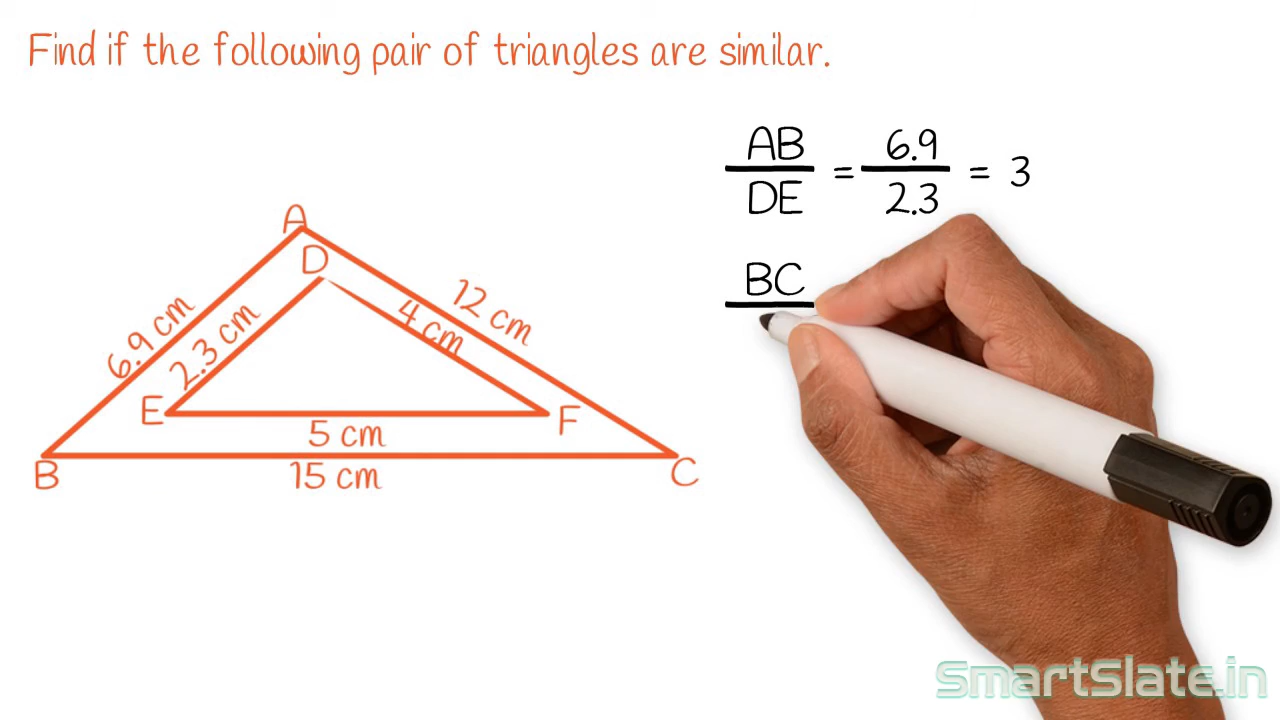 Find if the following pair of triangles are similar.
AB
DE
=
6.9
2.3
= 3
BC
A
D
6.9 cm
2.3 cm
4 cm
12 cm
E
F
5 cm
B
15 cm
C
SmartSlate.in